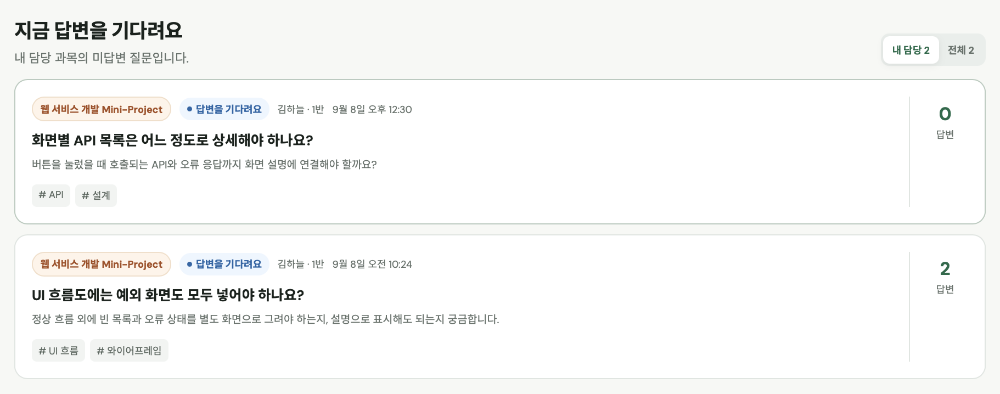 지금 답변을 기다려요
내 담당 과목의 미답변 질문입니다.
내 담당 2 전체 2
웹 서비스 개발 Mini-Project • 답변을 기다려요 김하늘 · 1반 9월 8일 오후 12:30
0
답변
화면별 API 목록은 어느 정도로 상세해야 하나요?
버튼을 눌렀을 때 호출되는 API와 오류 응답까지 화면 설명에 연결해야 할까요?
# API # 설계
웹 서비스 개발 Mini-Project • 답변을 기다려요 김하늘 · 1반 9월 8일 오전 10:24
2
답변
UI 흐름도에는 예외 화면도 모두 넣어야 하나요?
정상 흐름 외에 빈 목록과 오류 상태를 별도 화면으로 그려야 하는지, 설명으로 표시해도 되는지 궁금합니다.
# UI 흐름 # 와이어프레임